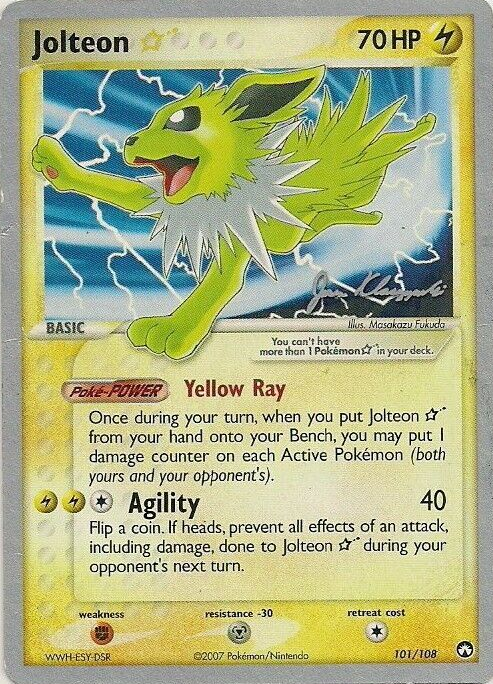 Jolteon ☆
70 HP
Jason Klaczynski
BASIC
Illus. Masakazu Fukuda
You can't have
more than 1 Pokémon☆ in your deck.
Poké-POWER Yellow Ray
Once during your turn, when you put Jolteon ☆
from your hand onto your Bench, you may put 1
damage counter on each Active Pokémon (both
yours and your opponent's).
Agility 40
Flip a coin. If heads, prevent all effects of an attack,
including damage, done to Jolteon ☆ during your
opponent's next turn.
weakness resistance -30 retreat cost
WWH-ESY-DSR ©2007 Pokémon/Nintendo 101/108